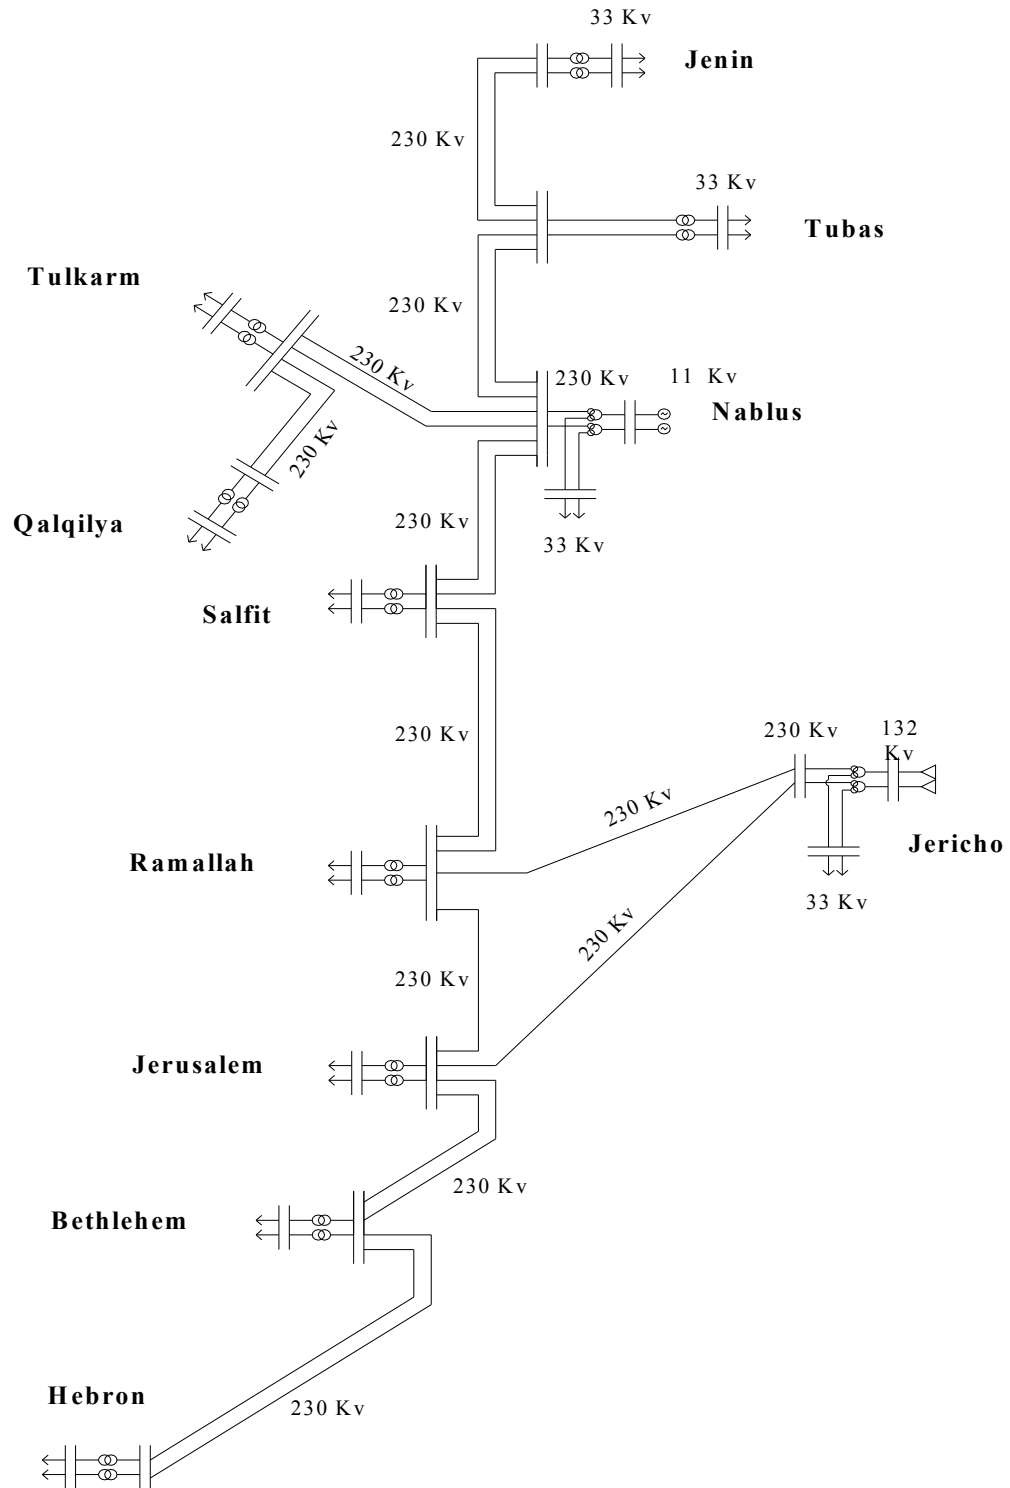 33 Kv
Jenin
230 Kv
33 Kv
Tubas
Tulkarm
230 Kv
230 Kv
230 Kv
11 Kv
Nablus
230 Kv
Qalqilya
230 Kv
33 Kv
Salfit
230 Kv
230 Kv
132
Kv
230 Kv
Jericho
Ramallah
33 Kv
230 Kv
230 Kv
Jerusalem
230 Kv
Bethlehem
Hebron
230 Kv